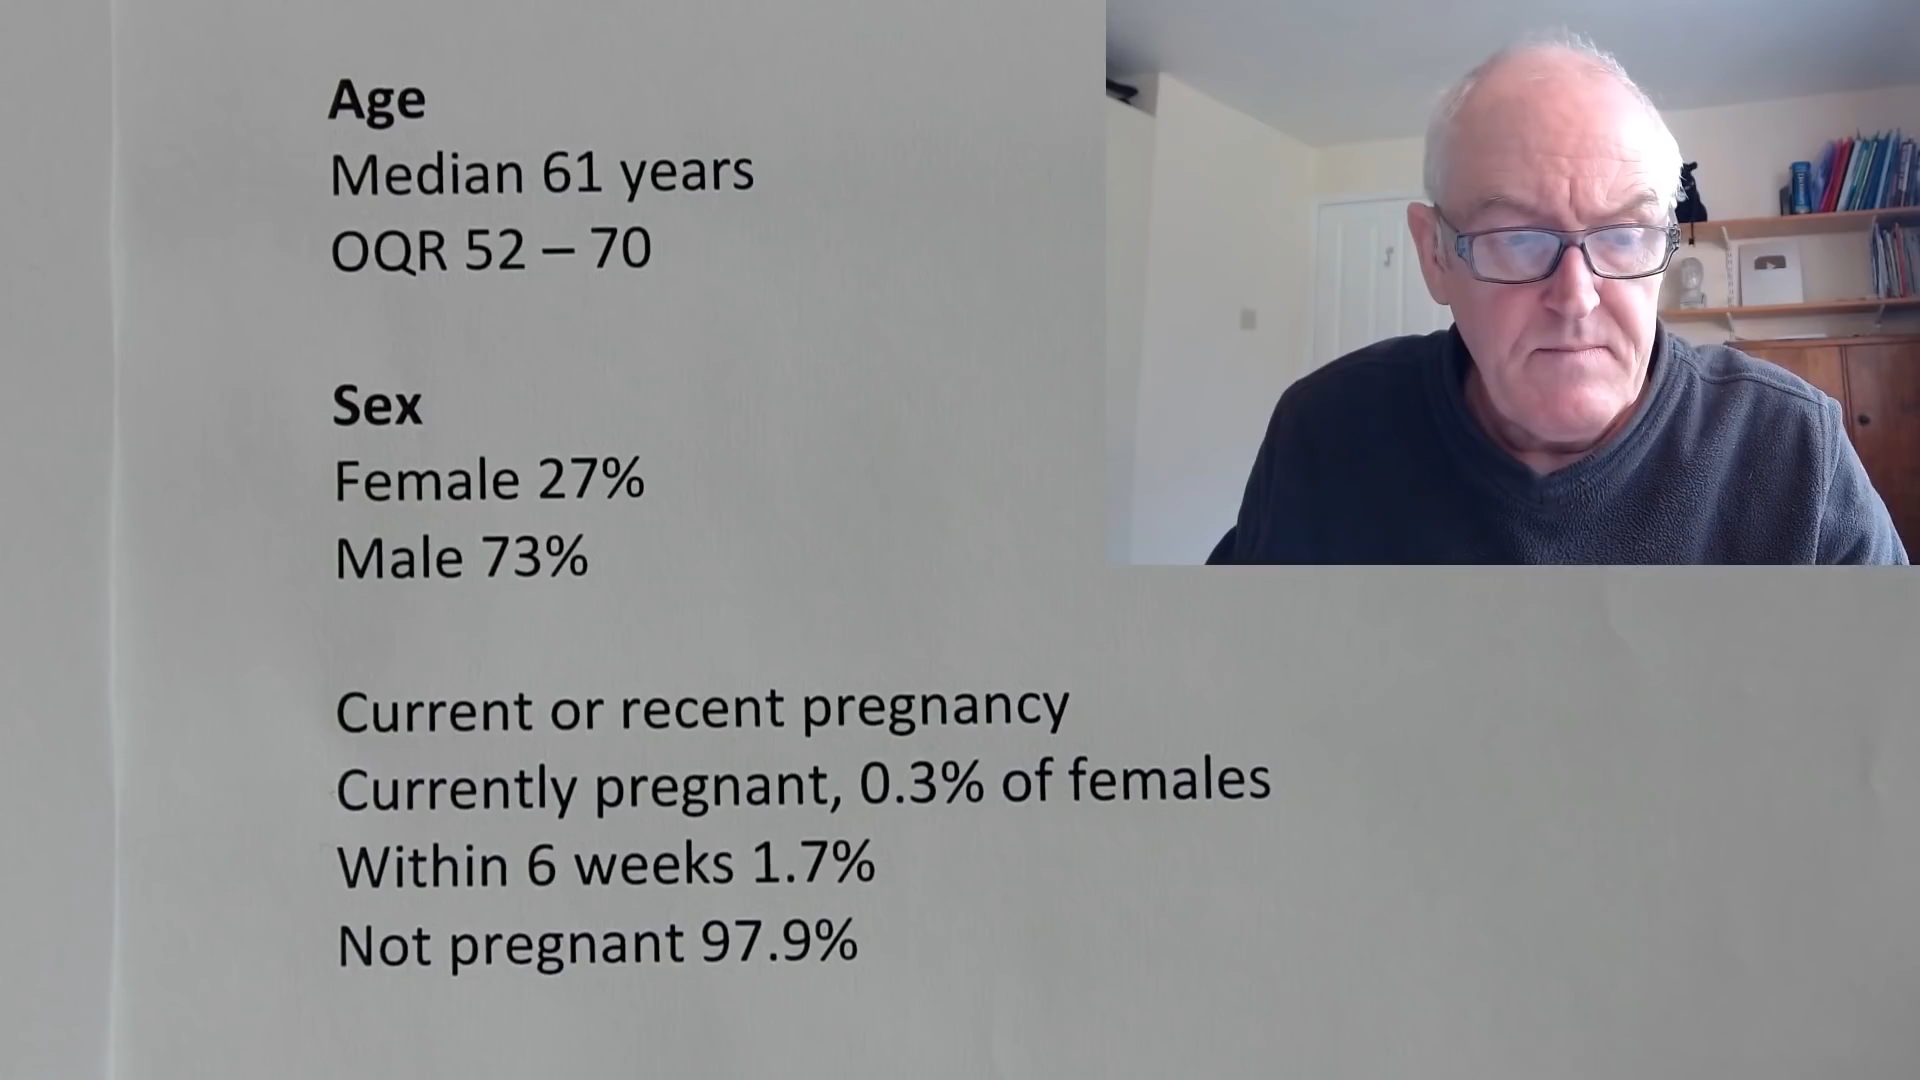 Age
Median 61 years
OQR 52 – 70
Sex
Female 27%
Male 73%
Current or recent pregnancy
Currently pregnant, 0.3% of females
Within 6 weeks 1.7%
Not pregnant 97.9%